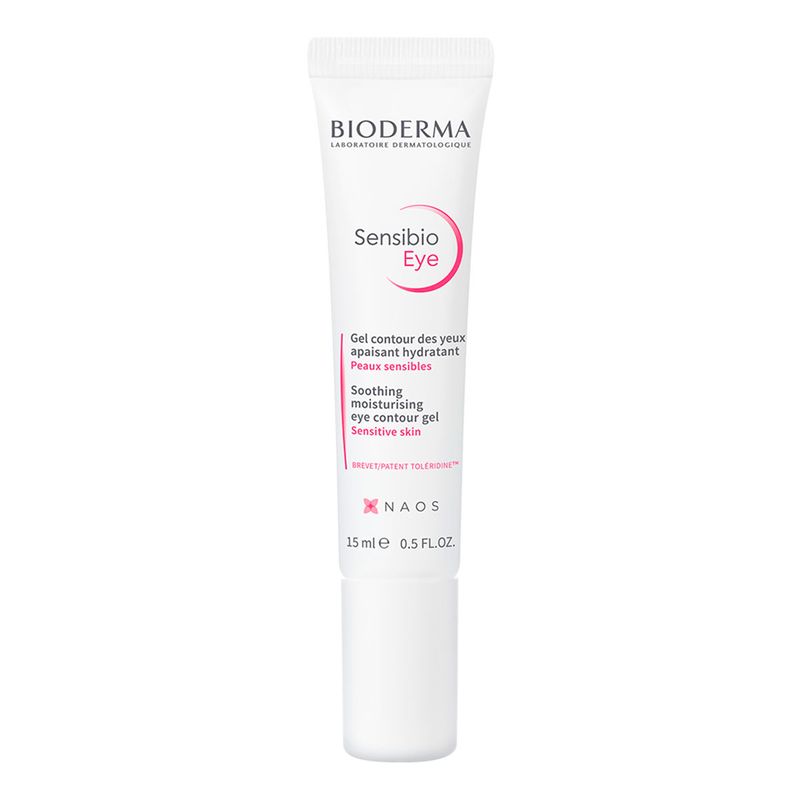 BIODERMA
LABORATOIRE DERMATOLOGIQUE
Sensibio
Eye
Gel contour des yeux
apaisant hydratant
Peaux sensibles
Soothing
moisturising
eye contour gel
Sensitive skin
BREVET/PATENT TOLÉRIDINE™
NAOS
15 ml ℮ 0.5 FL.OZ.